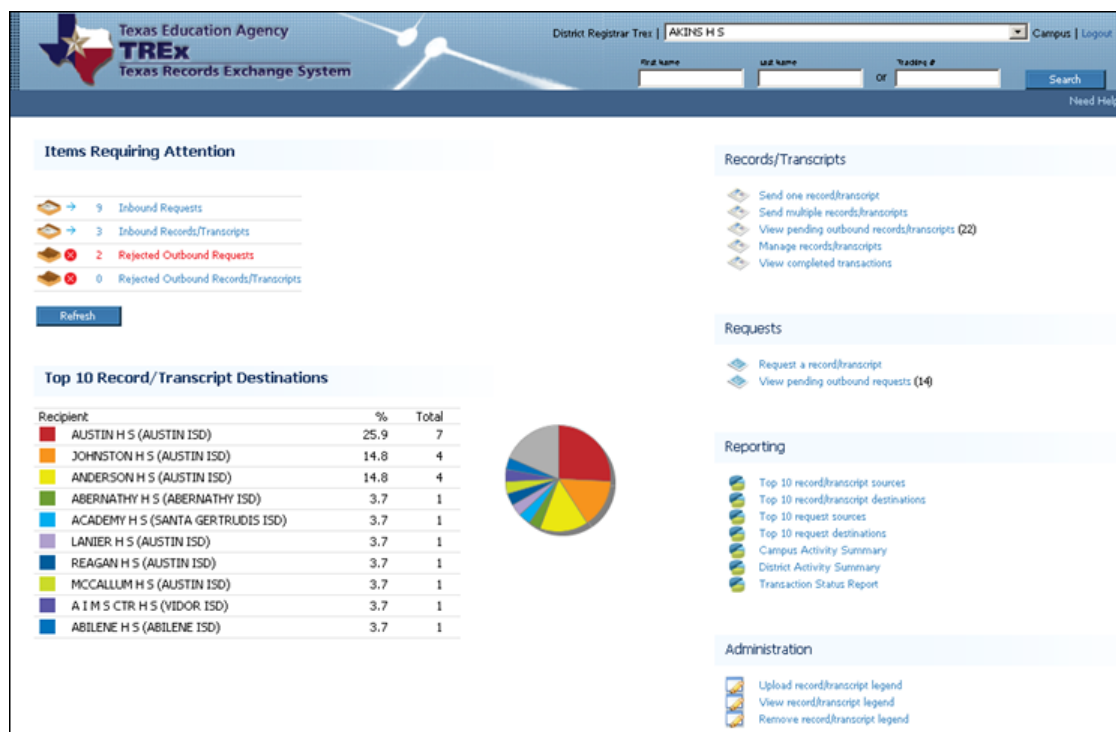 Texas Education Agency
TREx
Texas Records Exchange System
District Registrar Trex | AKINS H S Campus | Logout
First Name Last Name Tracking #
or Search
Need Help
Items Requiring Attention
9 Inbound Requests
3 Inbound Records/Transcripts
2 Rejected Outbound Requests
0 Rejected Outbound Records/Transcripts
Refresh
Top 10 Record/Transcript Destinations
Recipient % Total
AUSTIN H S (AUSTIN ISD) 25.9 7
JOHNSTON H S (AUSTIN ISD) 14.8 4
ANDERSON H S (AUSTIN ISD) 14.8 4
ABERNATHY H S (ABERNATHY ISD) 3.7 1
ACADEMY H S (SANTA GERTRUDIS ISD) 3.7 1
LANIER H S (AUSTIN ISD) 3.7 1
REAGAN H S (AUSTIN ISD) 3.7 1
MCCALLUM H S (AUSTIN ISD) 3.7 1
A I M S CTR H S (VIDOR ISD) 3.7 1
ABILENE H S (ABILENE ISD) 3.7 1
Records/Transcripts
Send one record/transcript
Send multiple records/transcripts
View pending outbound records/transcripts (22)
Manage records/transcripts
View completed transactions
Requests
Request a record/transcript
View pending outbound requests (14)
Reporting
Top 10 record/transcript sources
Top 10 record/transcript destinations
Top 10 request sources
Top 10 request destinations
Campus Activity Summary
District Activity Summary
Transaction Status Report
Administration
Upload record/transcript legend
View record/transcript legend
Remove record/transcript legend